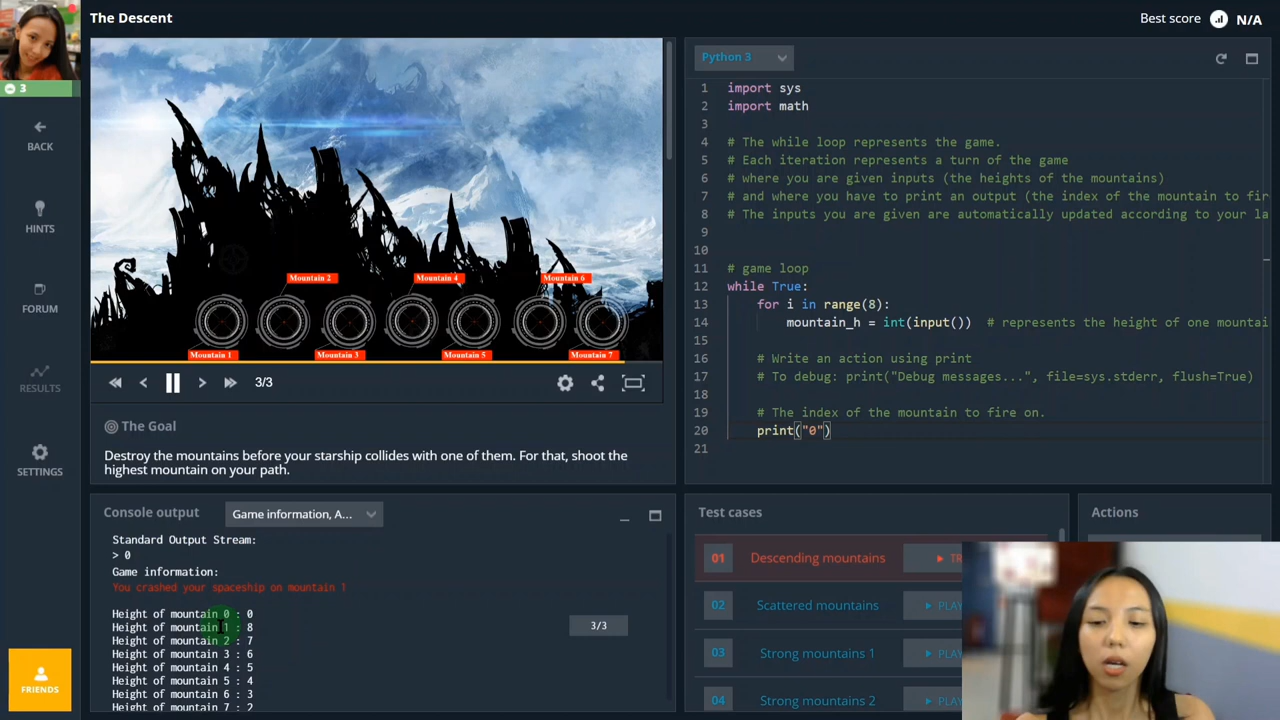 The Descent
Best score N/A
3
BACK
HINTS
FORUM
RESULTS
SETTINGS
FRIENDS
Mountain 2
Mountain 4
Mountain 6
Mountain 1
Mountain 3
Mountain 5
Mountain 7
3/3
The Goal
Destroy the mountains before your starship collides with one of them. For that, shoot the
highest mountain on your path.
Console output
Game information, A...
Standard Output Stream:
> 0
Game information:
You crashed your spaceship on mountain 1
Height of mountain 0 : 0
Height of mountain 1 : 8
Height of mountain 2 : 7
Height of mountain 3 : 6
Height of mountain 4 : 5
Height of mountain 5 : 4
Height of mountain 6 : 3
Height of mountain 7 : 2
3/3
Python 3
1 import sys
2 import math
3
4 # The while loop represents the game.
5 # Each iteration represents a turn of the game
6 # where you are given inputs (the heights of the mountains)
7 # and where you have to print an output (the index of the mountain to fir
8 # The inputs you are given are automatically updated according to your la
9
10
11 # game loop
12 while True:
13 for i in range(8):
14 mountain_h = int(input()) # represents the height of one mountai
15
16 # Write an action using print
17 # To debug: print("Debug messages...", file=sys.stderr, flush=True)
18
19 # The index of the mountain to fire on.
20 print("0")
21
Test cases
01 Descending mountains
02 Scattered mountains
03 Strong mountains 1
04 Strong mountains 2
Actions